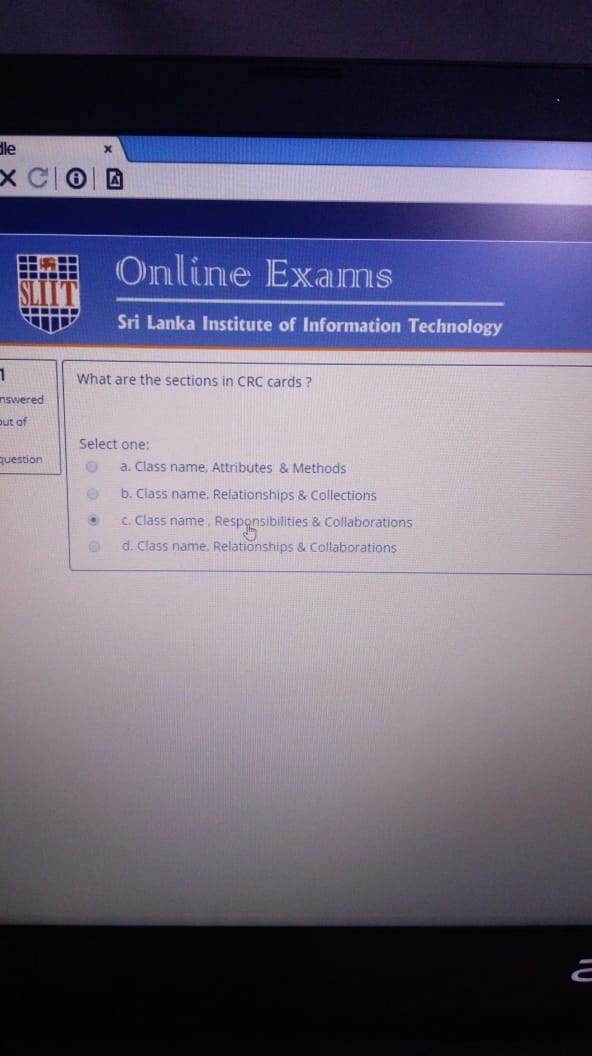 dle
SLIIT
Online Exams
Sri Lanka Institute of Information Technology
1
nswered
out of
question
What are the sections in CRC cards ?
Select one:
a. Class name, Attributes & Methods
b. Class name, Relationships & Collections
c. Class name , Responsibilities & Collaborations
d. Class name, Relationships & Collaborations
a